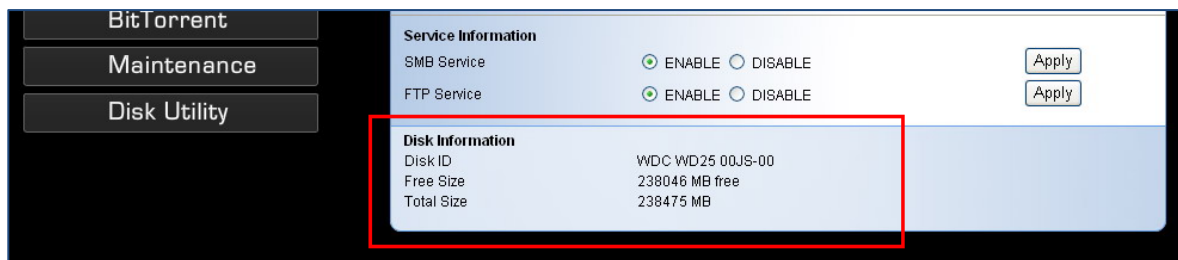 BitTorrent
Maintenance
Disk Utility
Service Information
SMB Service ENABLE DISABLE Apply
FTP Service ENABLE DISABLE Apply
Disk Information
Disk ID WDC WD25 00JS-00
Free Size 238046 MB free
Total Size 238475 MB